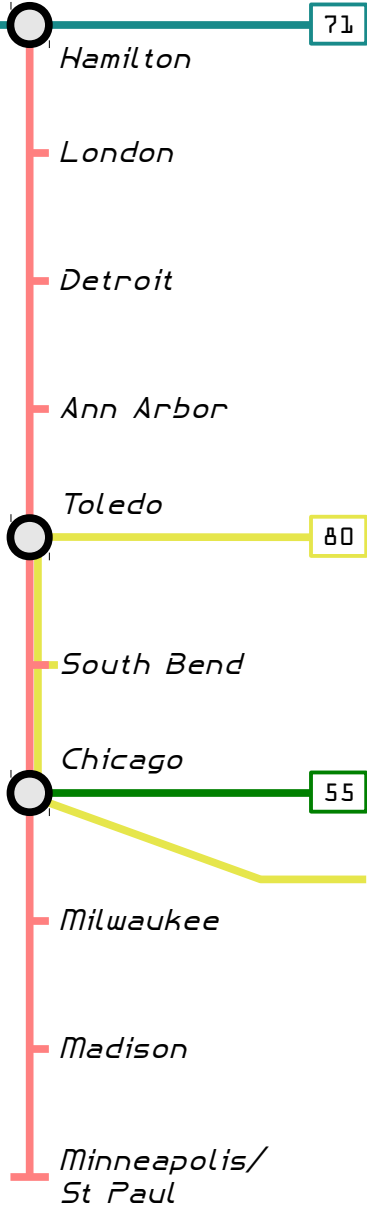 71
Hamilton
London
Detroit
Ann Arbor
Toledo
80
South Bend
Chicago
55
Milwaukee
Madison
Minneapolis/
St Paul